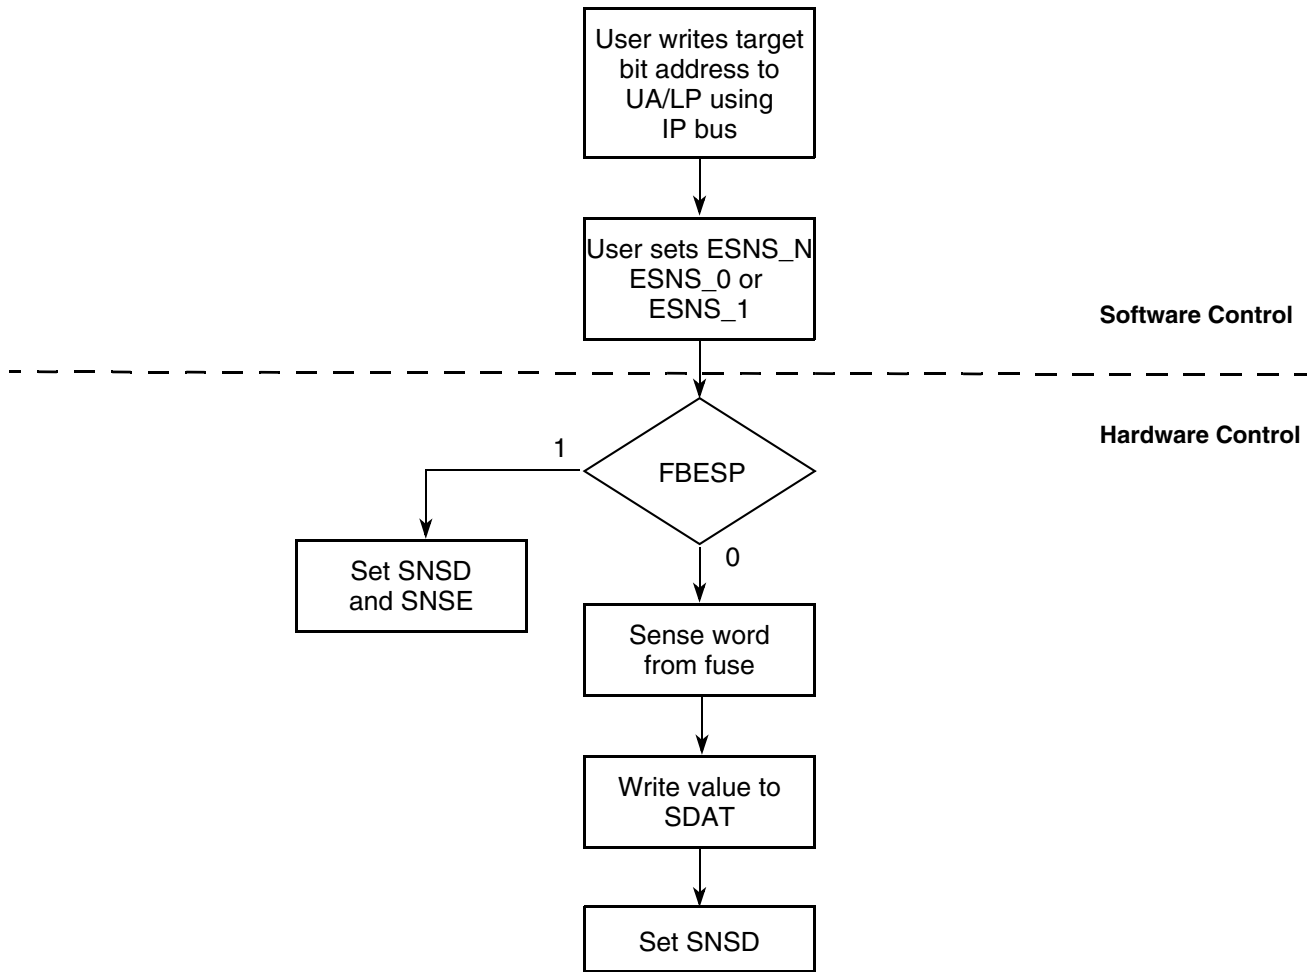 User writes target
bit address to
UA/LP using
IP bus
User sets ESNS_N
ESNS_0 or
ESNS_1
Software Control
Hardware Control
1
FBESP
0
Set SNSD
and SNSE
Sense word
from fuse
Write value to
SDAT
Set SNSD